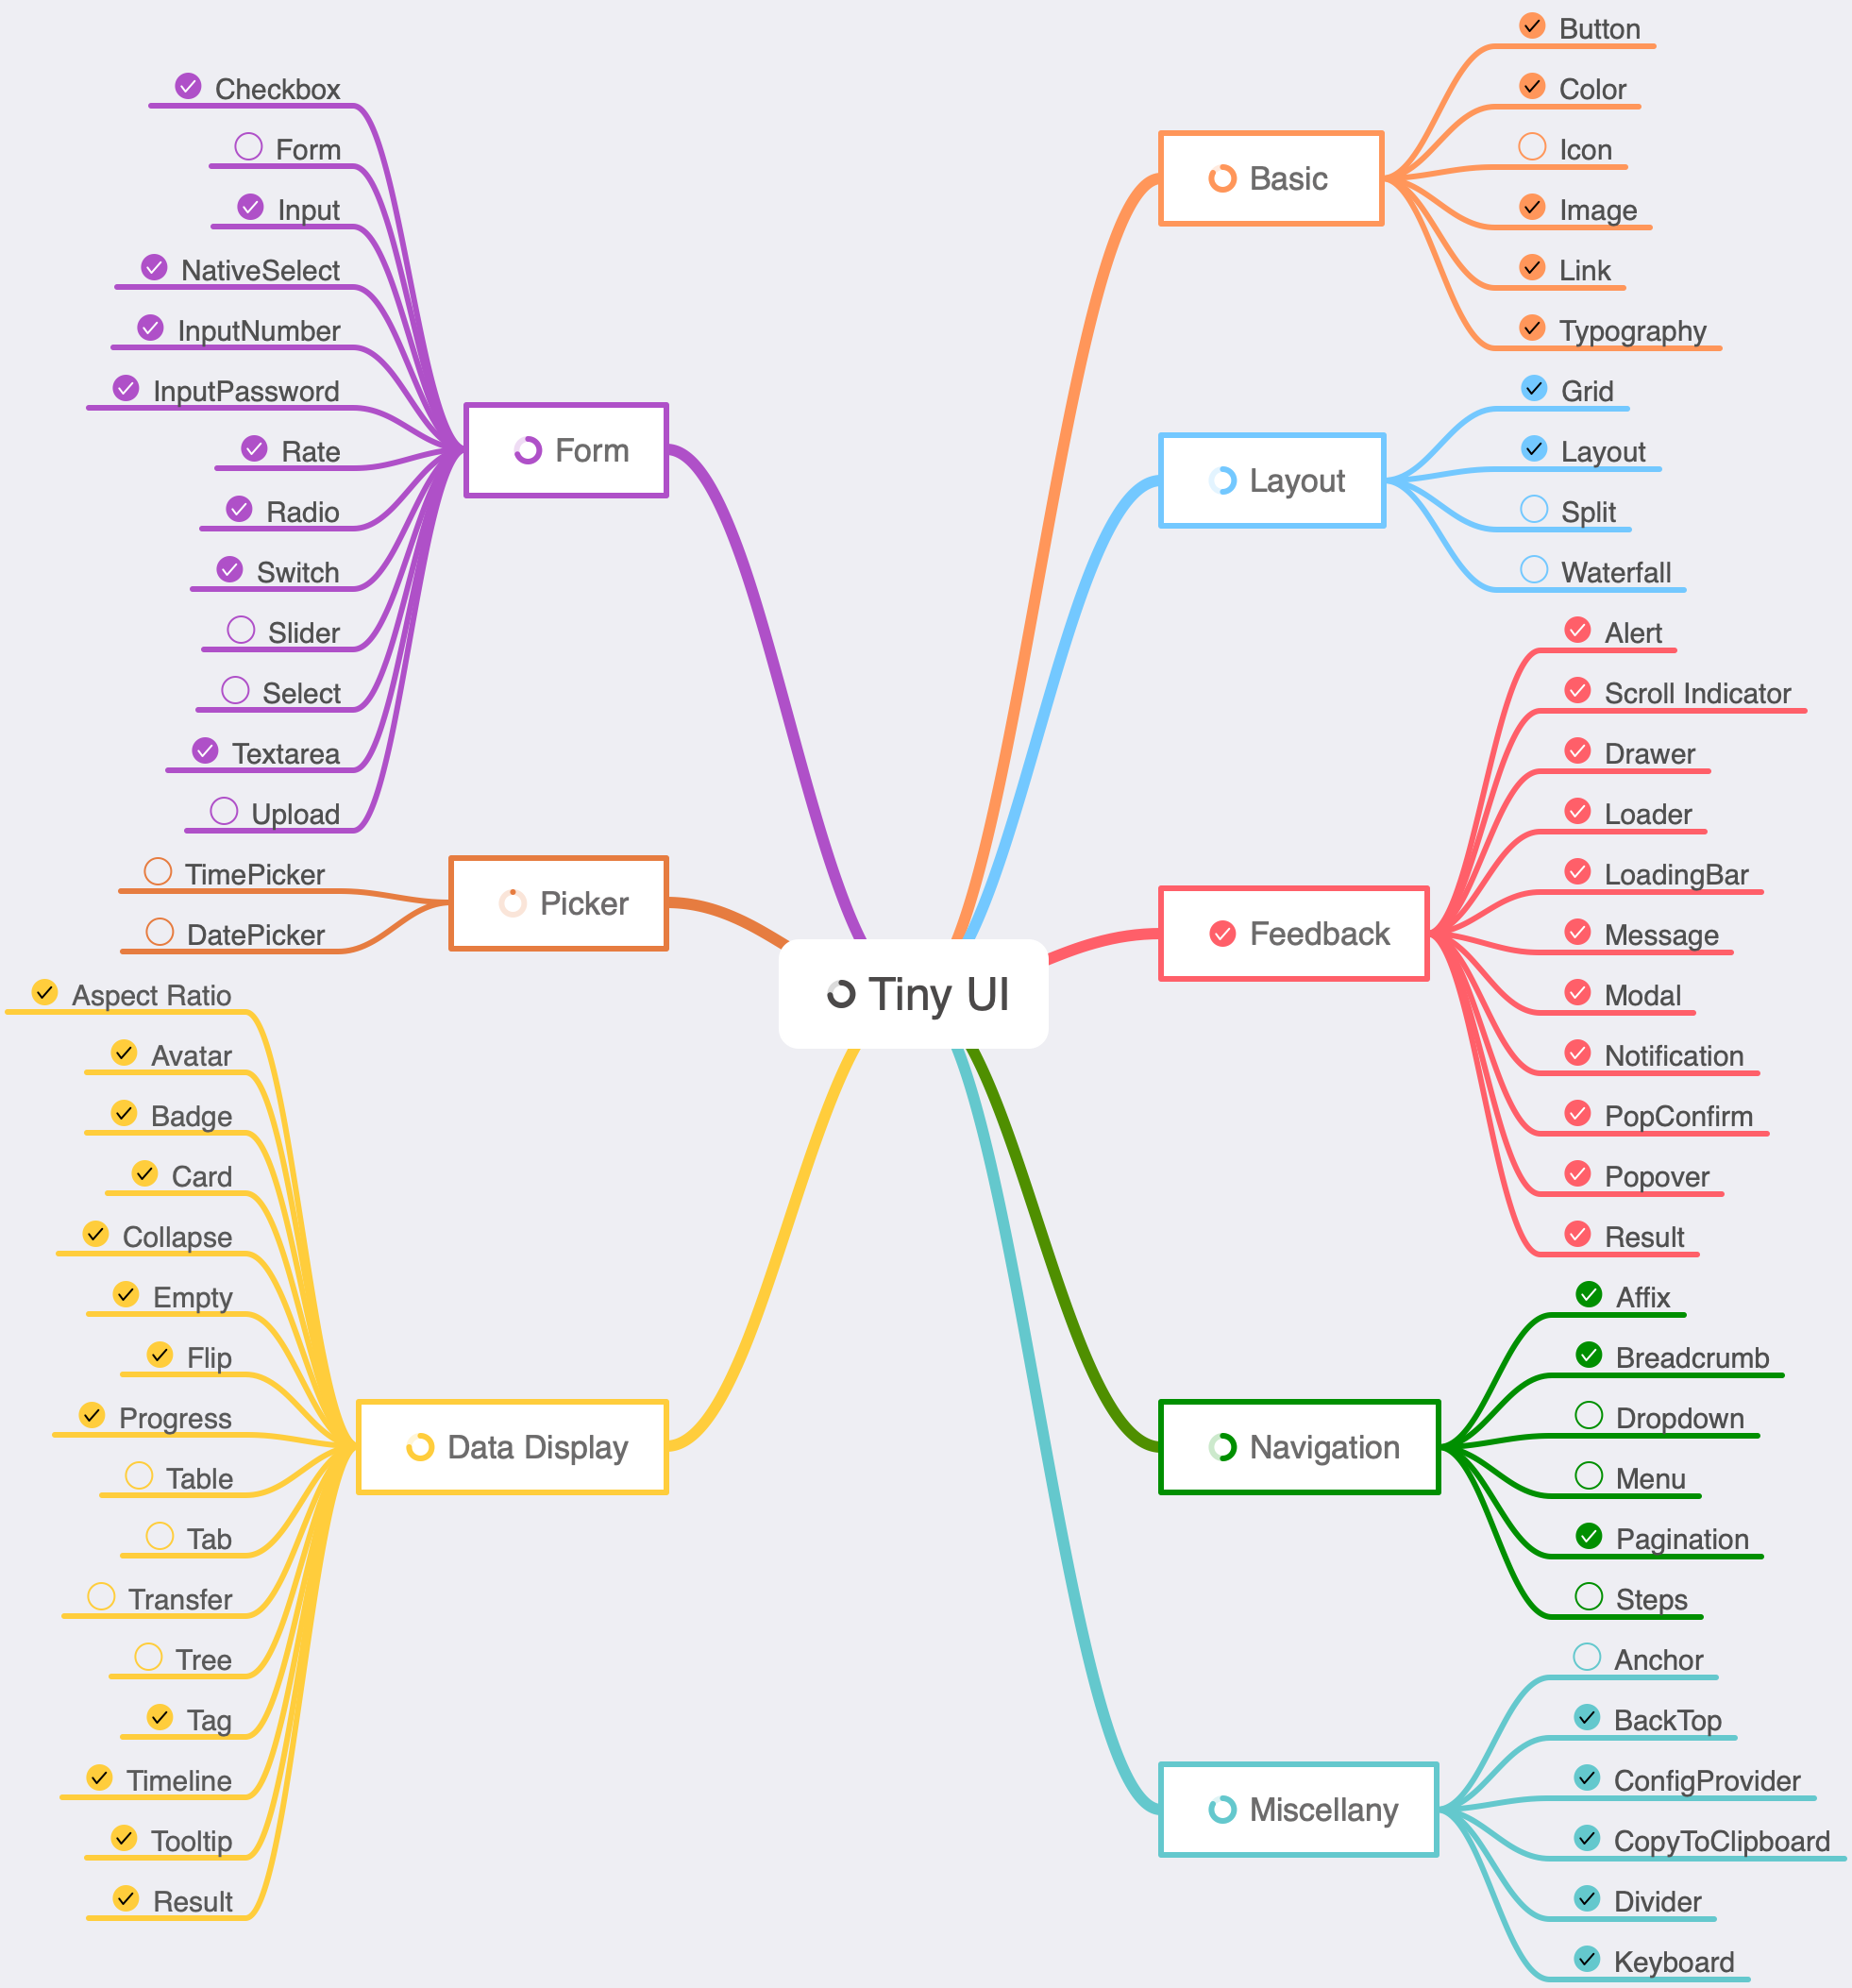 Tiny UI
Form
Checkbox
Form
Input
NativeSelect
InputNumber
InputPassword
Rate
Radio
Switch
Slider
Select
Textarea
Upload
Picker
TimePicker
DatePicker
Data Display
Aspect Ratio
Avatar
Badge
Card
Collapse
Empty
Flip
Progress
Table
Tab
Transfer
Tree
Tag
Timeline
Tooltip
Result
Basic
Button
Color
Icon
Image
Link
Typography
Layout
Grid
Layout
Split
Waterfall
Feedback
Alert
Scroll Indicator
Drawer
Loader
LoadingBar
Message
Modal
Notification
PopConfirm
Popover
Result
Navigation
Affix
Breadcrumb
Dropdown
Menu
Pagination
Steps
Miscellany
Anchor
BackTop
ConfigProvider
CopyToClipboard
Divider
Keyboard